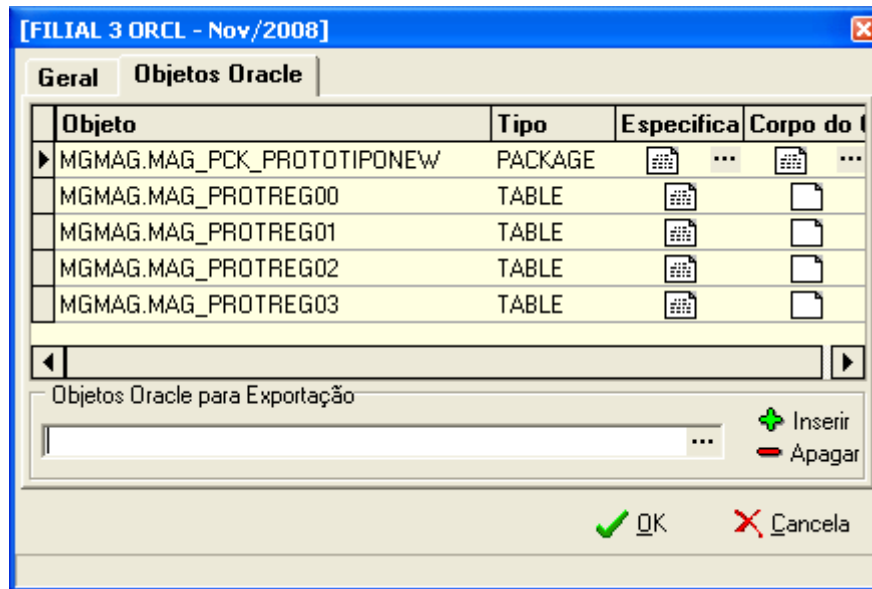 [FILIAL 3 ORCL - Nov/2008]
Geral Objetos Oracle
Objeto Tipo Especifica Corpo do
MGMAG.MAG_PCK_PROTOTIPONEW PACKAGE ... ...
MGMAG.MAG_PROTREG00 TABLE
MGMAG.MAG_PROTREG01 TABLE
MGMAG.MAG_PROTREG02 TABLE
MGMAG.MAG_PROTREG03 TABLE
Objetos Oracle para Exportação
...
Inserir
Apagar
OK Cancela